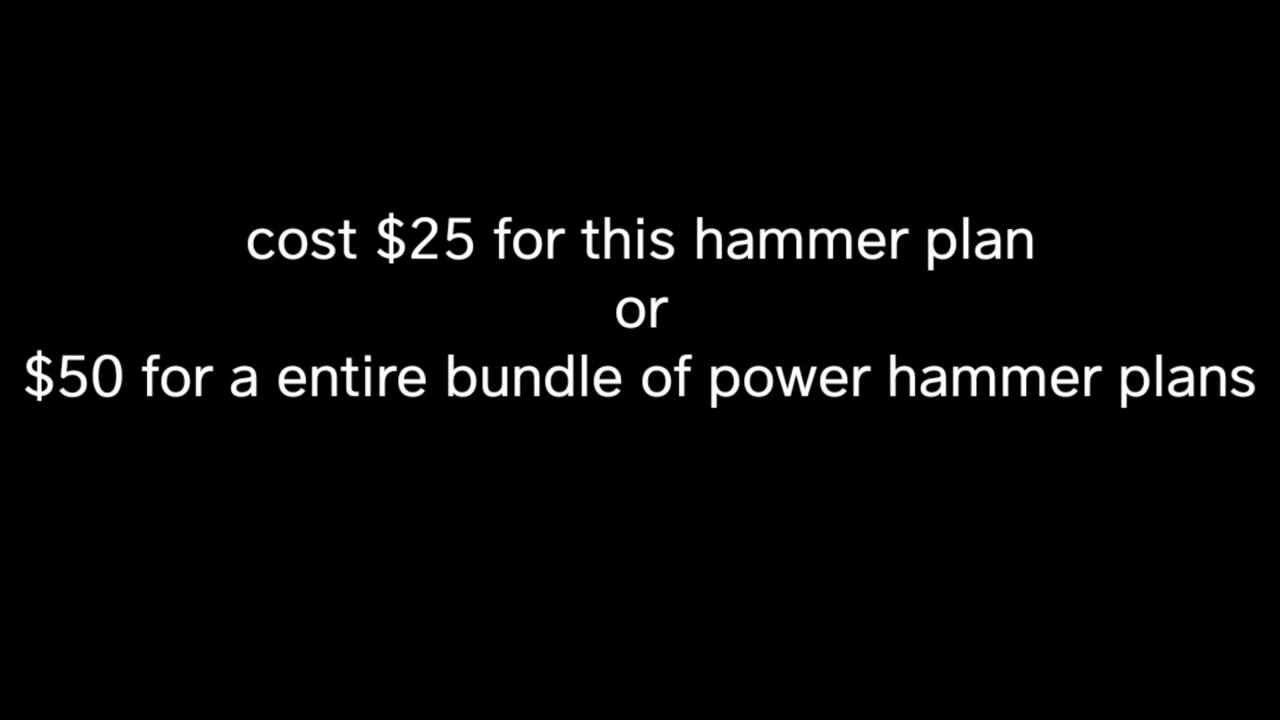 cost $25 for this hammer plan
or
$50 for a entire bundle of power hammer plans